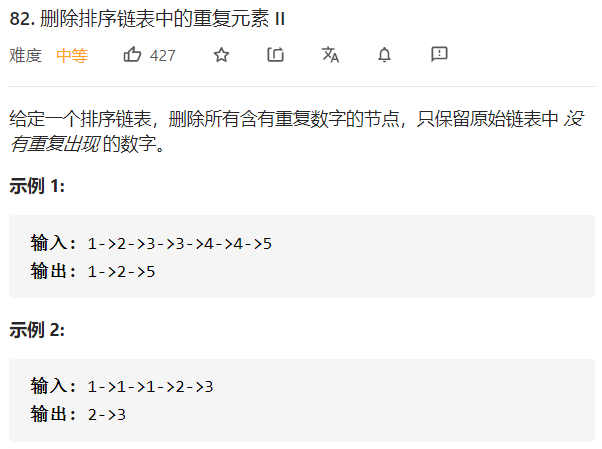 82. 删除排序链表中的重复元素 II
难度 中等 427
给定一个排序链表，删除所有含有重复数字的节点，只保留原始链表中 没
有重复出现 的数字。
示例 1:
输入: 1->2->3->3->4->4->5
输出: 1->2->5
示例 2:
输入: 1->1->1->2->3
输出: 2->3